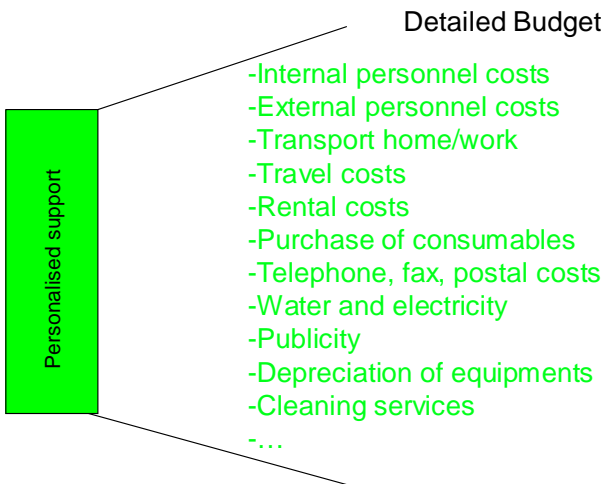 Detailed Budget
-Internal personnel costs
-External personnel costs
-Transport home/work
-Travel costs
-Rental costs
-Purchase of consumables
-Telephone, fax, postal costs
-Water and electricity
-Publicity
-Depreciation of equipments
-Cleaning services
-…
Personalised support